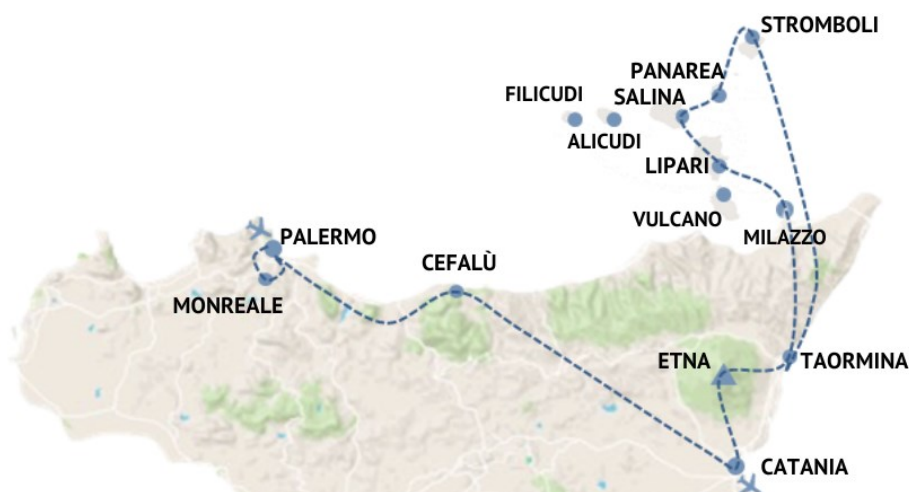 STROMBOLI
PANAREA
FILICUDI
SALINA
ALICUDI
LIPARI
VULCANO
MILAZZO
PALERMO
CEFALÙ
MONREALE
ETNA
TAORMINA
CATANIA